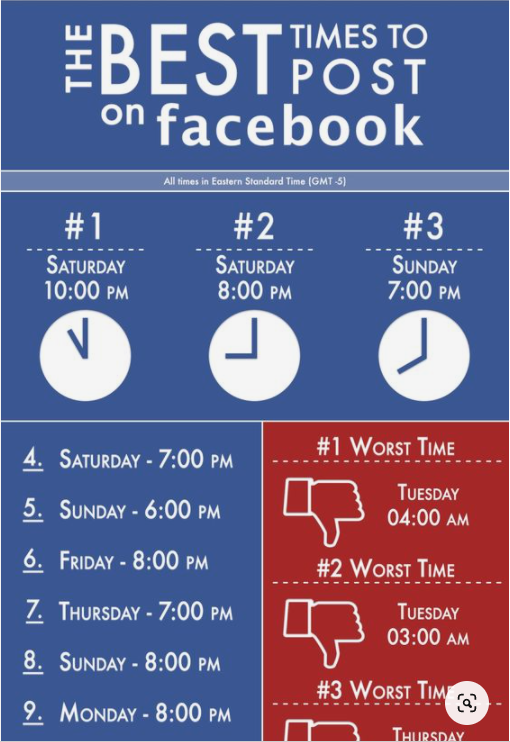 THE BEST TIMES TO POST
on facebook
All times in Eastern Standard Time (GMT -5)
#1
SATURDAY
10:00 PM
#2
SATURDAY
8:00 PM
#3
SUNDAY
7:00 PM
4. SATURDAY - 7:00 PM
5. SUNDAY - 6:00 PM
6. FRIDAY - 8:00 PM
7. THURSDAY - 7:00 PM
8. SUNDAY - 8:00 PM
9. MONDAY - 8:00 PM
#1 WORST TIME
TUESDAY
04:00 AM
#2 WORST TIME
TUESDAY
03:00 AM
#3 WORST TIME
THURSDAY